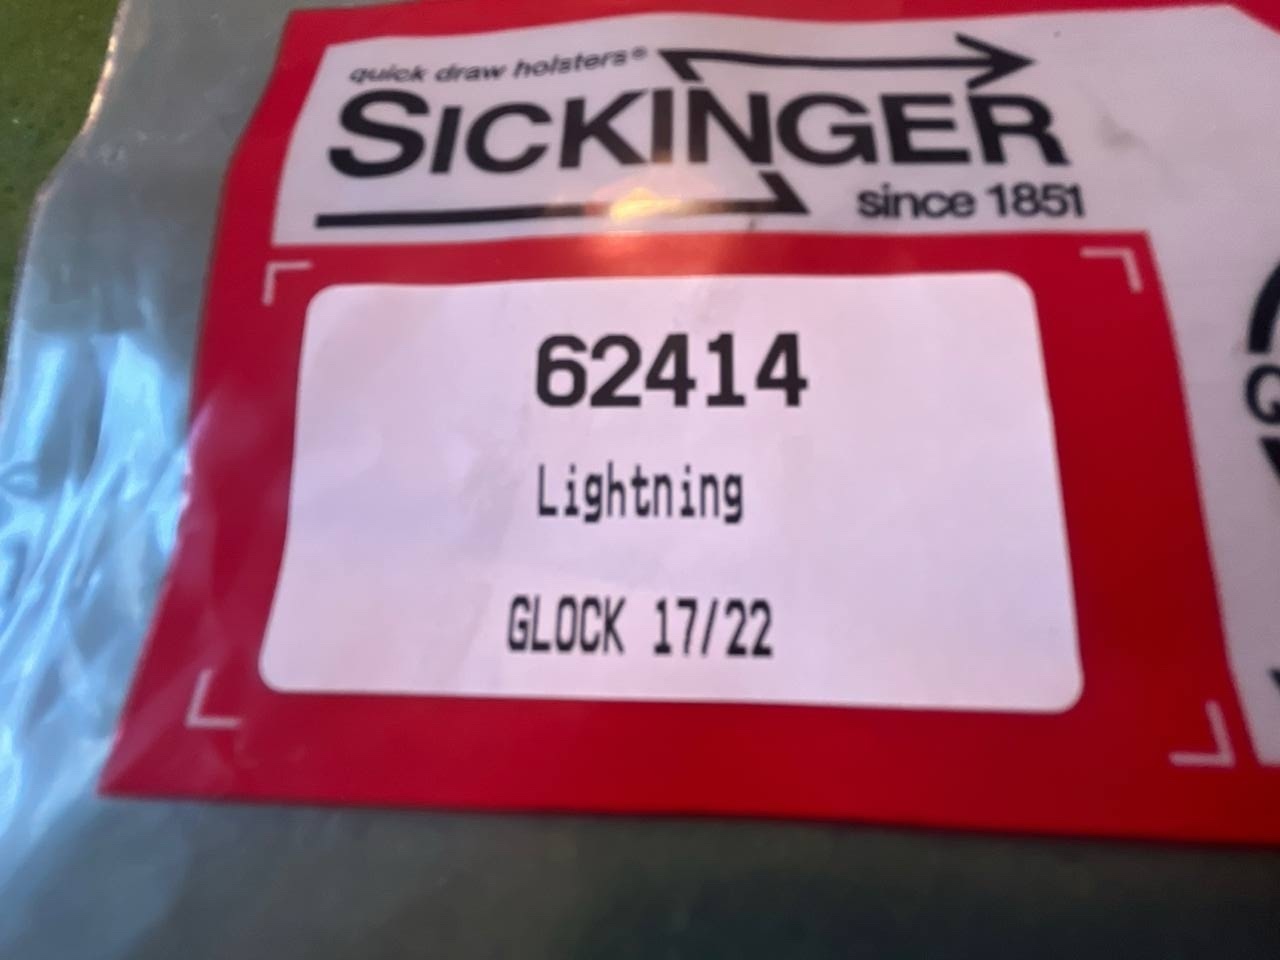 quick draw holsters®
SICKINGER
since 1851
62414
Lightning
GLOCK 17/22